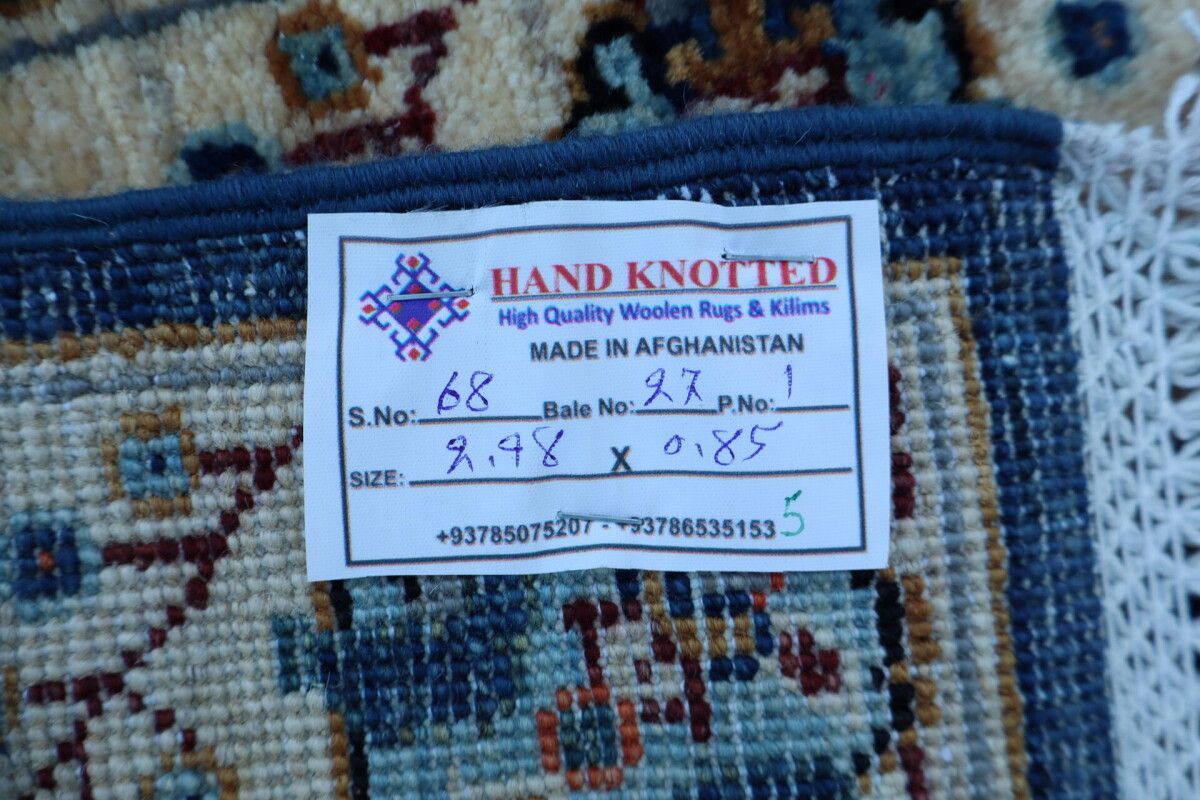 HAND KNOTTED
High Quality Woolen Rugs & Kilims
MADE IN AFGHANISTAN
S.No: 68 Bale No: 27 P.No: 1
SIZE: 2.98 X 0.85
+93785075207 - +93786535153 5